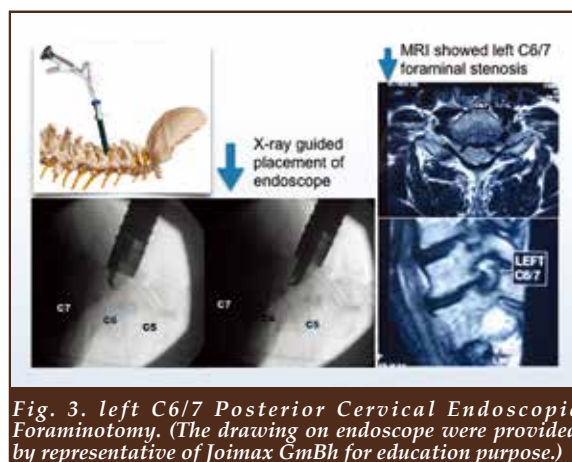 MRI showed left C6/7
foraminal stenosis
X-ray guided
placement of
endoscope
LEFT
C6/7
C7
C6
C5
C7
C5
Fig. 3. left C6/7 Posterior Cervical Endoscopic
Foraminotomy. (The drawing on endoscope were provided
by representative of Joimax GmBh for education purpose.)